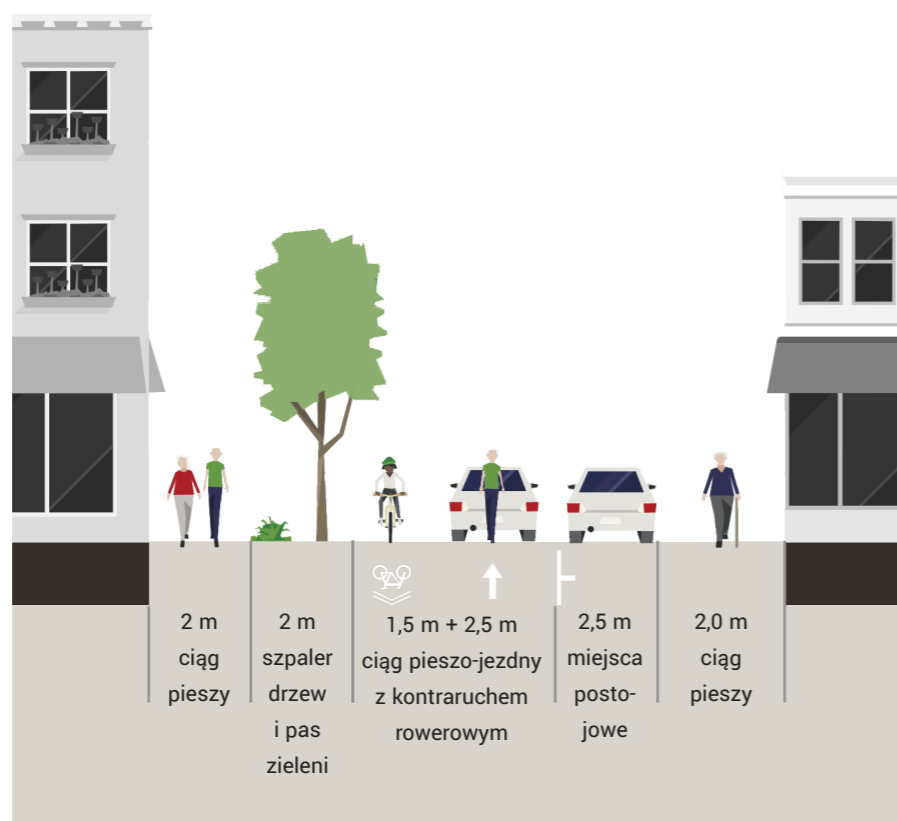 2 m
ciąg
pieszy
2 m
szpaler
drzew
i pas
zieleni
1,5 m + 2,5 m
ciąg pieszo-jezdny
z kontraruchem
rowerowym
2,5 m
miejsca
posto-
jowe
2,0 m
ciąg
pieszy